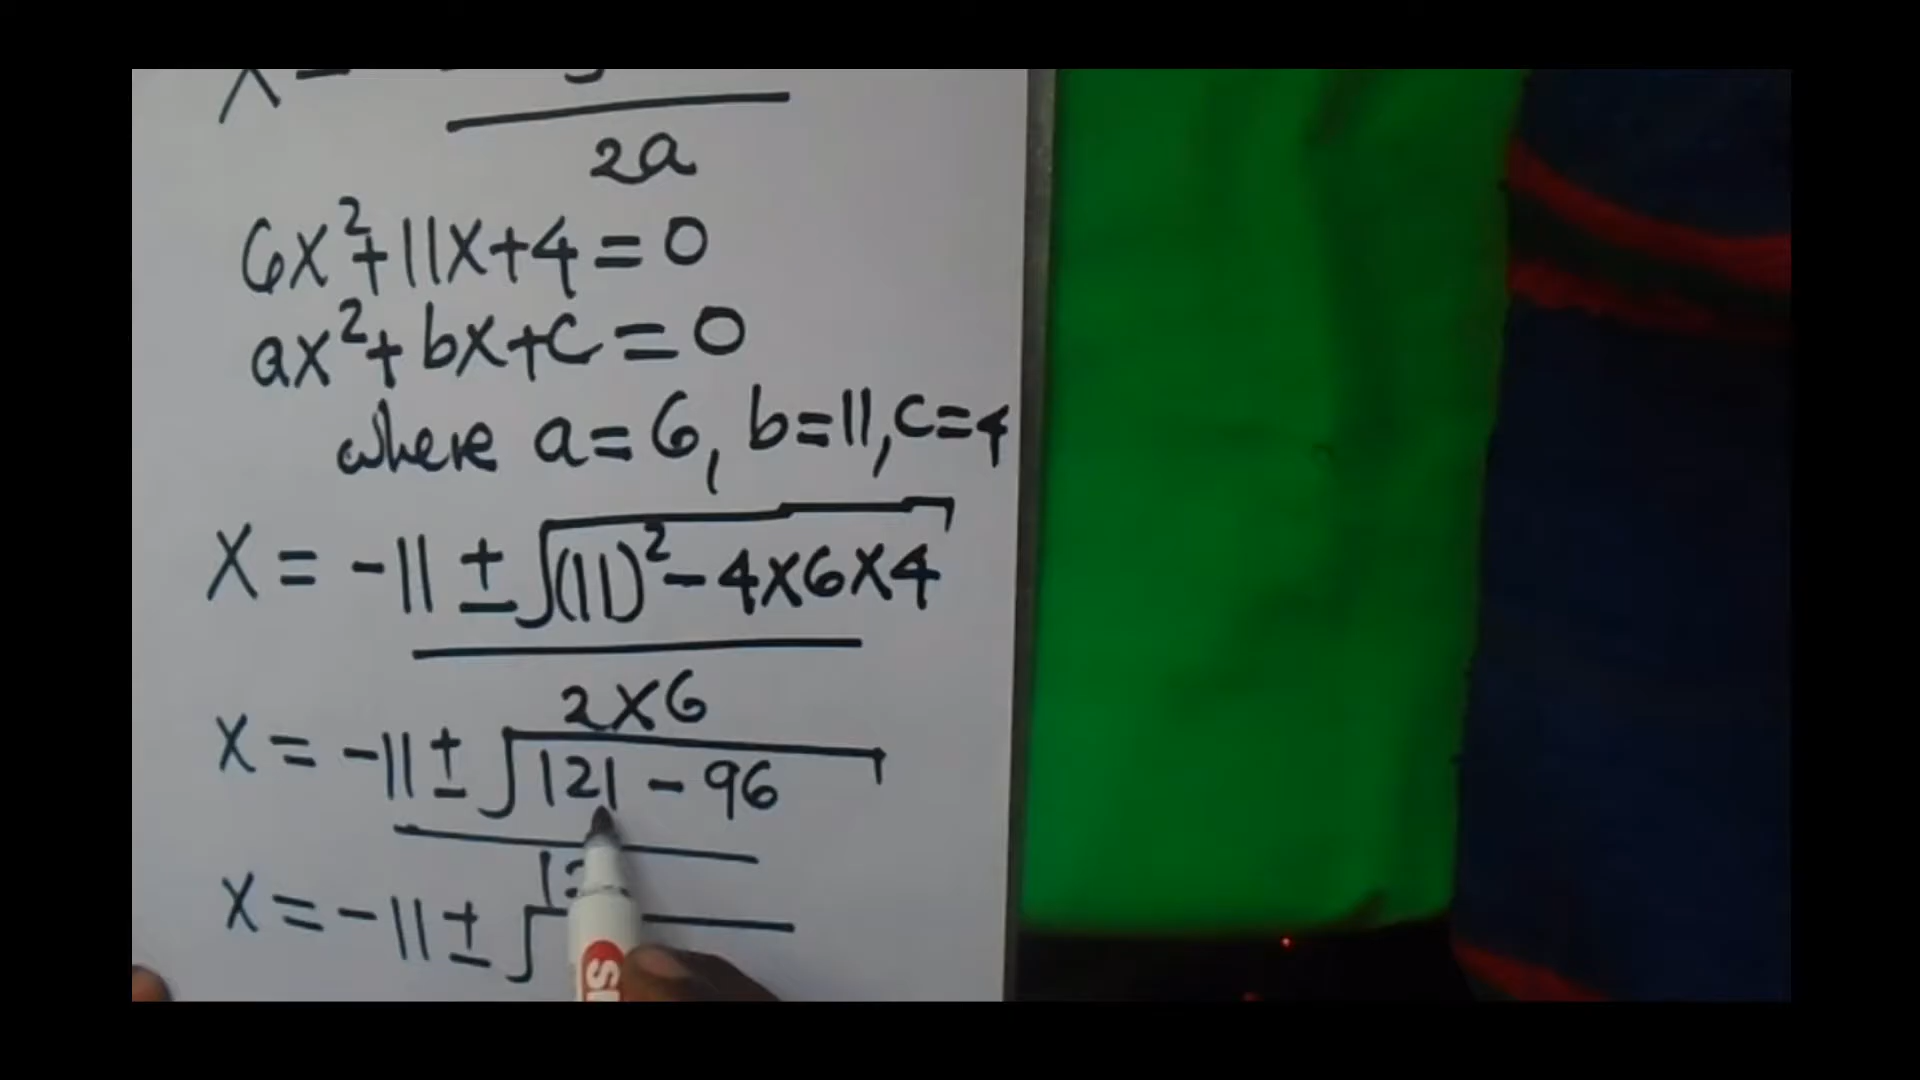 2a
6x²+11x+4=0
ax²+bx+c=0
where a=6, b=11, c=4
X = -11 ± √(11)² - 4x6x4
2x6
X = -11 ± √121 - 96
X = -11 ± √